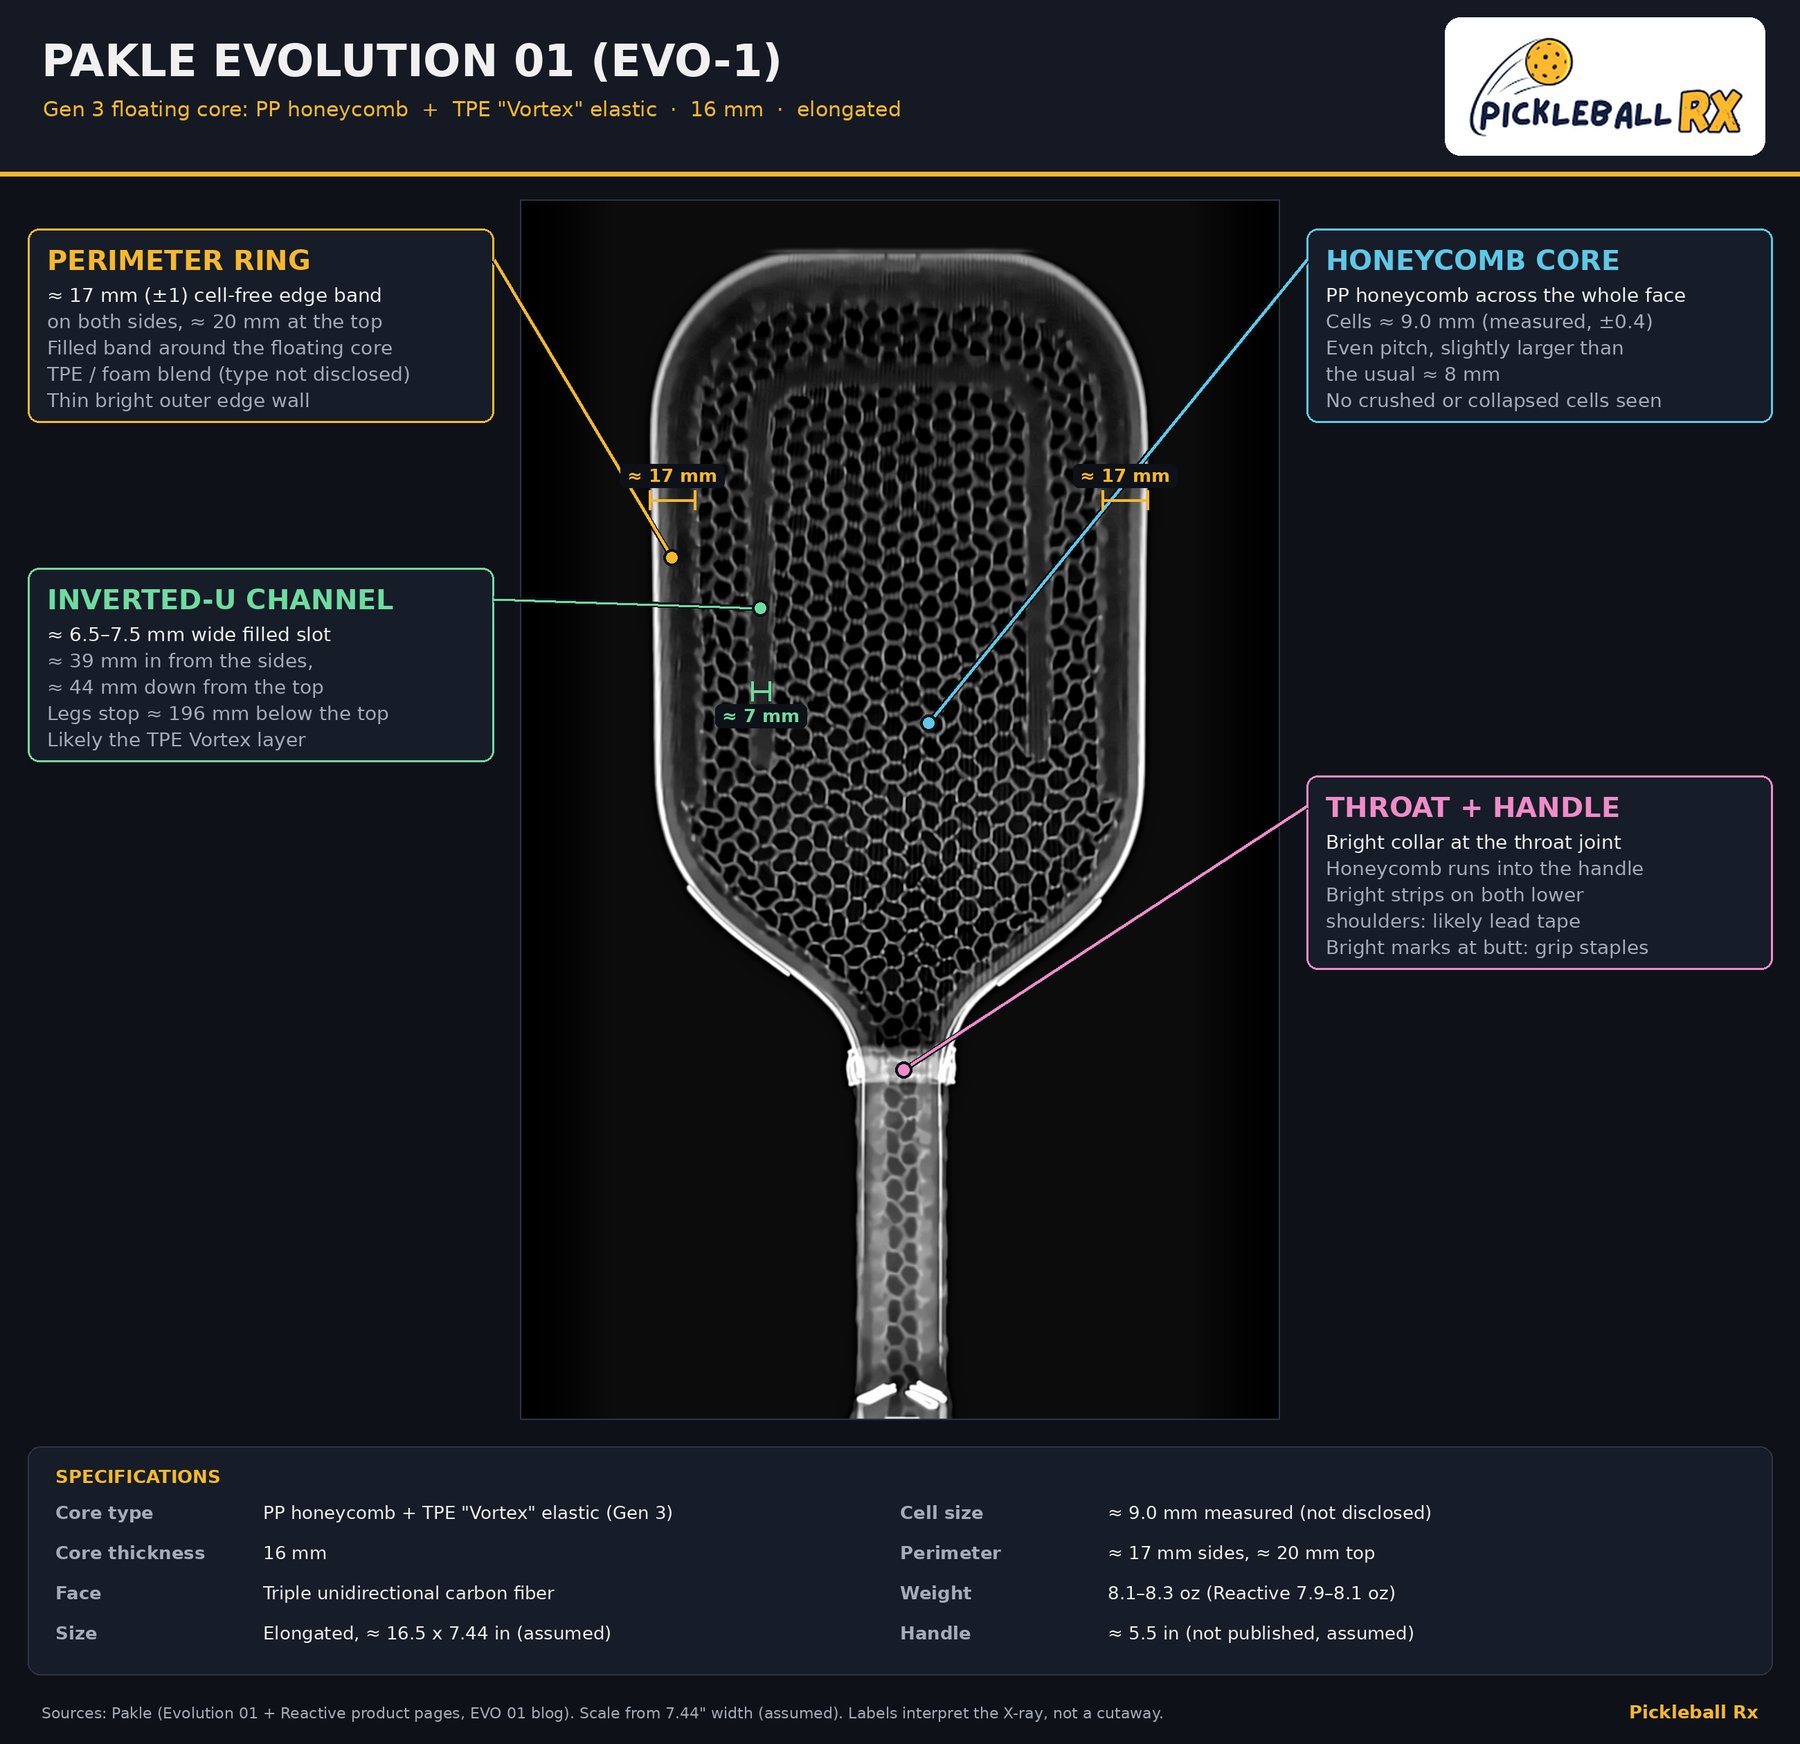 PAKLE EVOLUTION 01 (EVO-1)
Gen 3 floating core: PP honeycomb + TPE "Vortex" elastic · 16 mm · elongated
PICKLEBALL RX
PERIMETER RING
≈ 17 mm (±1) cell-free edge band
on both sides, ≈ 20 mm at the top
Filled band around the floating core
TPE / foam blend (type not disclosed)
Thin bright outer edge wall
HONEYCOMB CORE
PP honeycomb across the whole face
Cells ≈ 9.0 mm (measured, ±0.4)
Even pitch, slightly larger than
the usual ≈ 8 mm
No crushed or collapsed cells seen
≈ 17 mm
≈ 17 mm
INVERTED-U CHANNEL
≈ 6.5–7.5 mm wide filled slot
≈ 39 mm in from the sides,
≈ 44 mm down from the top
Legs stop ≈ 196 mm below the top
Likely the TPE Vortex layer
≈ 7 mm
THROAT + HANDLE
Bright collar at the throat joint
Honeycomb runs into the handle
Bright strips on both lower
shoulders: likely lead tape
Bright marks at butt: grip staples
SPECIFICATIONS
Core type PP honeycomb + TPE "Vortex" elastic (Gen 3) Cell size ≈ 9.0 mm measured (not disclosed)
Core thickness 16 mm Perimeter ≈ 17 mm sides, ≈ 20 mm top
Face Triple unidirectional carbon fiber Weight 8.1–8.3 oz (Reactive 7.9–8.1 oz)
Size Elongated, ≈ 16.5 x 7.44 in (assumed) Handle ≈ 5.5 in (not published, assumed)
Sources: Pakle (Evolution 01 + Reactive product pages, EVO 01 blog). Scale from 7.44" width (assumed). Labels interpret the X-ray, not a cutaway.
Pickleball Rx